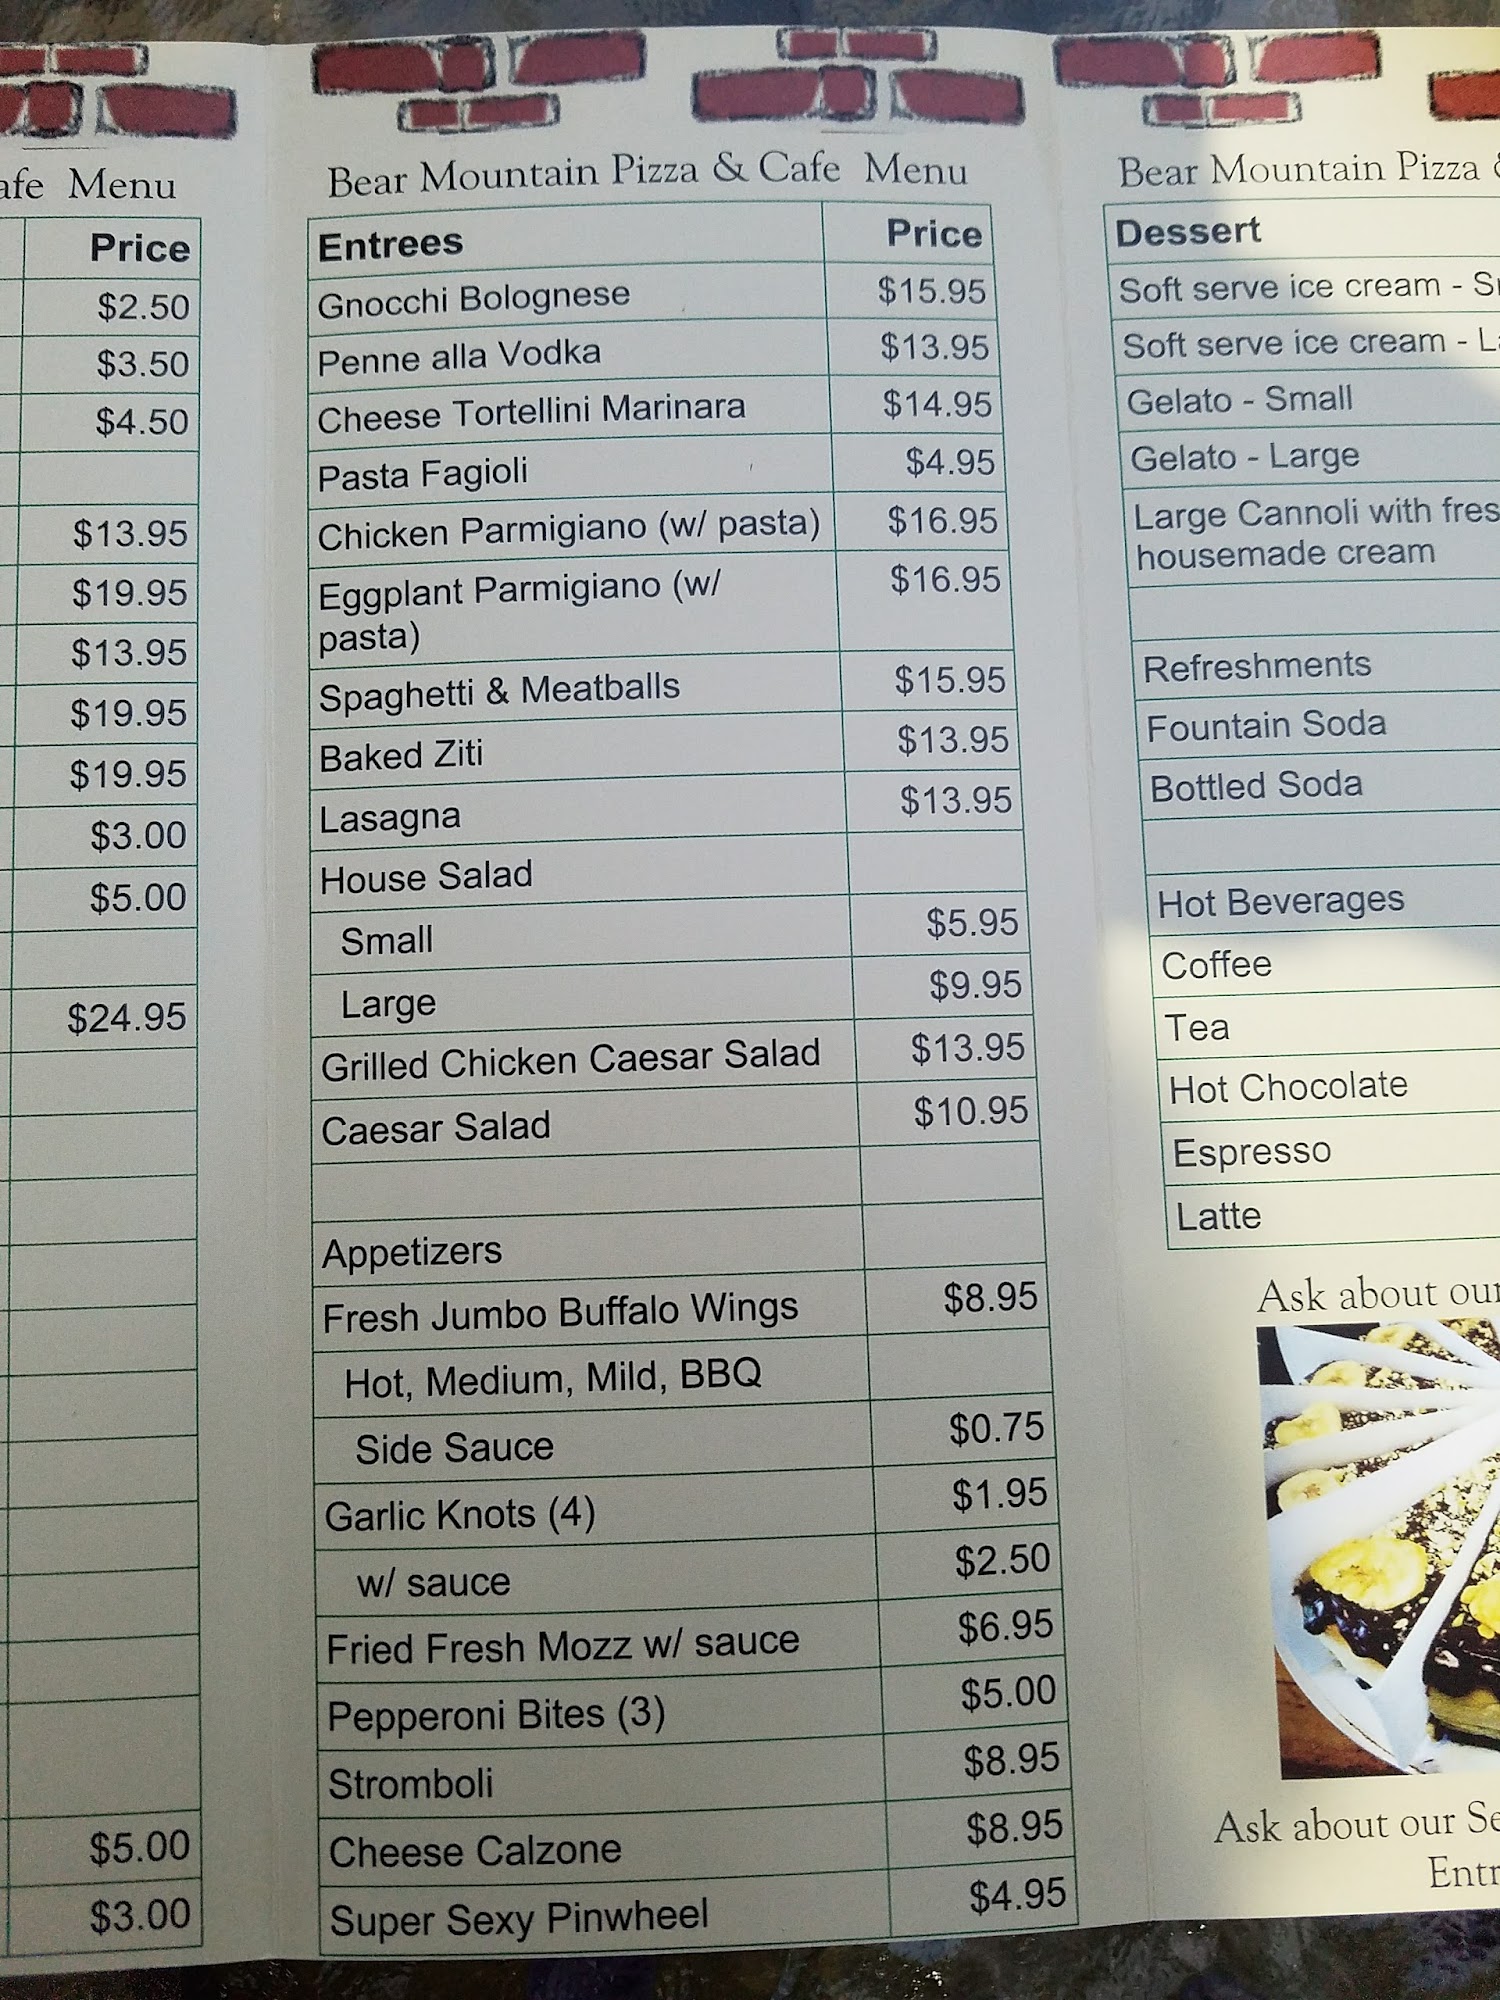 afe Menu
Price
$2.50
$3.50
$4.50
$13.95
$19.95
$13.95
$19.95
$19.95
$3.00
$5.00
$24.95
$5.00
$3.00
Bear Mountain Pizza & Cafe Menu
Entrees Price
Gnocchi Bolognese $15.95
Penne alla Vodka $13.95
Cheese Tortellini Marinara $14.95
Pasta Fagioli $4.95
Chicken Parmigiano (w/ pasta) $16.95
Eggplant Parmigiano (w/ $16.95
pasta)
Spaghetti & Meatballs $15.95
Baked Ziti $13.95
Lasagna $13.95
House Salad
Small $5.95
Large $9.95
Grilled Chicken Caesar Salad $13.95
Caesar Salad $10.95
Appetizers
Fresh Jumbo Buffalo Wings $8.95
Hot, Medium, Mild, BBQ
Side Sauce $0.75
Garlic Knots (4) $1.95
w/ sauce $2.50
Fried Fresh Mozz w/ sauce $6.95
Pepperoni Bites (3) $5.00
Stromboli $8.95
Cheese Calzone $8.95
Super Sexy Pinwheel $4.95
Bear Mountain Pizza &
Dessert
Soft serve ice cream - S
Soft serve ice cream - L
Gelato - Small
Gelato - Large
Large Cannoli with fres
housemade cream
Refreshments
Fountain Soda
Bottled Soda
Hot Beverages
Coffee
Tea
Hot Chocolate
Espresso
Latte
Ask about our
Ask about our Se
Entr